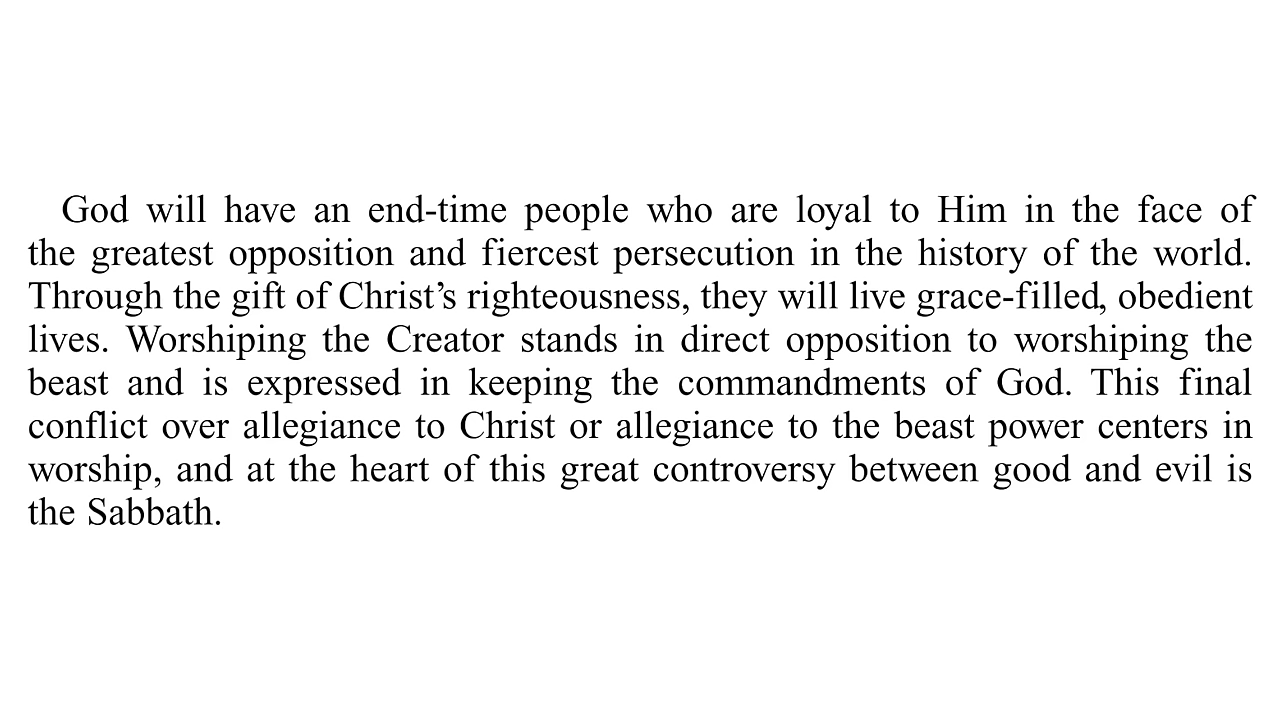 God will have an end-time people who are loyal to Him in the face of
the greatest opposition and fiercest persecution in the history of the world.
Through the gift of Christ’s righteousness, they will live grace-filled, obedient
lives. Worshiping the Creator stands in direct opposition to worshiping the
beast and is expressed in keeping the commandments of God. This final
conflict over allegiance to Christ or allegiance to the beast power centers in
worship, and at the heart of this great controversy between good and evil is
the Sabbath.